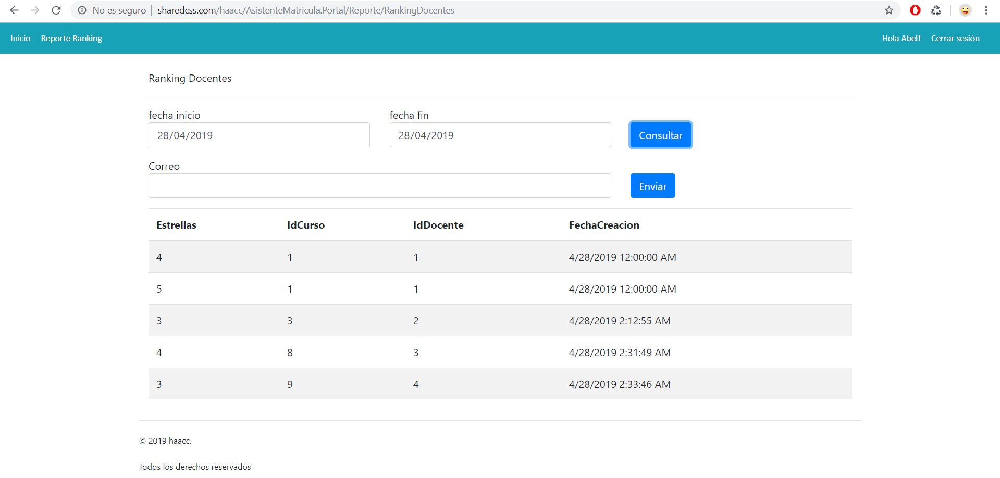 No es seguro | sharedcss.com/haacc/AsistenteMatricula.Portal/Reporte/RankingDocentes
Inicio Reporte Ranking Hola Abel! Cerrar sesión
Ranking Docentes
fecha inicio fecha fin
28/04/2019 28/04/2019 Consultar
Correo
Enviar
Estrellas IdCurso IdDocente FechaCreacion
4 1 1 4/28/2019 12:00:00 AM
5 1 1 4/28/2019 12:00:00 AM
3 3 2 4/28/2019 2:12:55 AM
4 8 3 4/28/2019 2:31:49 AM
3 9 4 4/28/2019 2:33:46 AM
© 2019 haacc.
Todos los derechos reservados